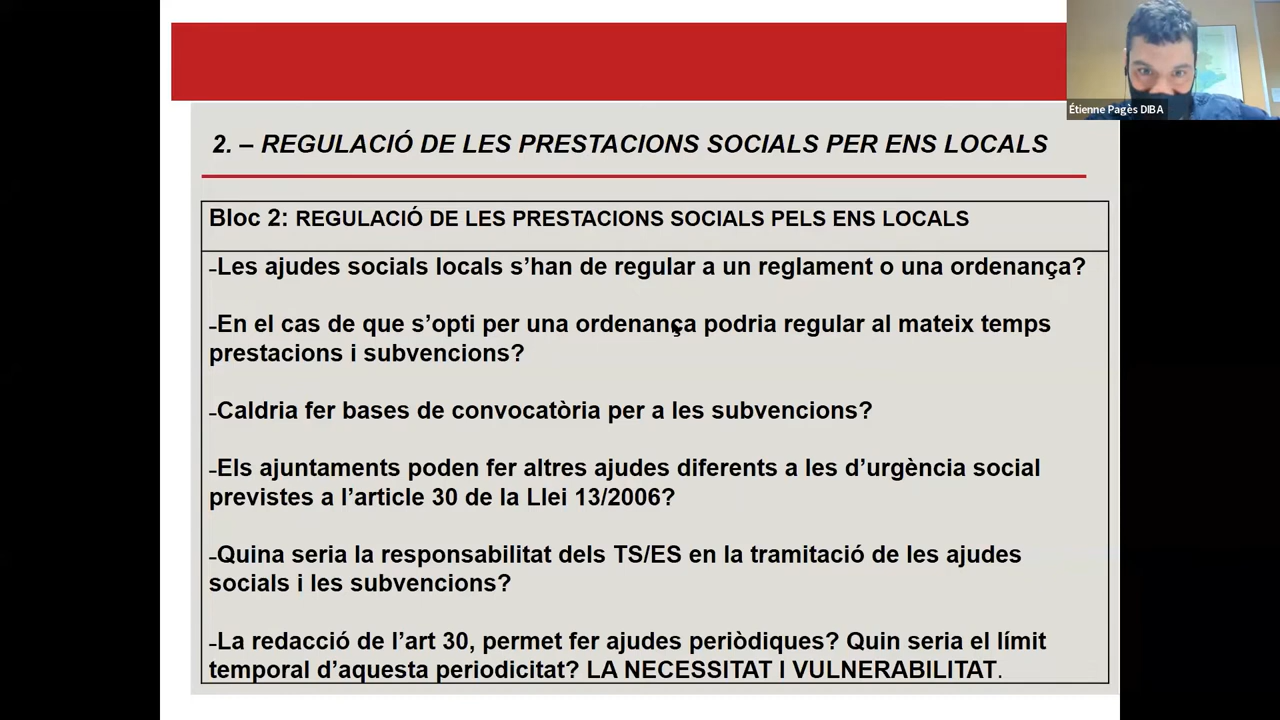 Étienne Pagès DIBA
2. – REGULACIÓ DE LES PRESTACIONS SOCIALS PER ENS LOCALS
Bloc 2: REGULACIÓ DE LES PRESTACIONS SOCIALS PELS ENS LOCALS
-Les ajudes socials locals s’han de regular a un reglament o una ordenança?
-En el cas de que s’opti per una ordenança podria regular al mateix temps
prestacions i subvencions?
-Caldria fer bases de convocatòria per a les subvencions?
-Els ajuntaments poden fer altres ajudes diferents a les d’urgència social
previstes a l’article 30 de la Llei 13/2006?
-Quina seria la responsabilitat dels TS/ES en la tramitació de les ajudes
socials i les subvencions?
-La redacció de l’art 30, permet fer ajudes periòdiques? Quin seria el límit
temporal d’aquesta periodicitat? LA NECESSITAT I VULNERABILITAT.